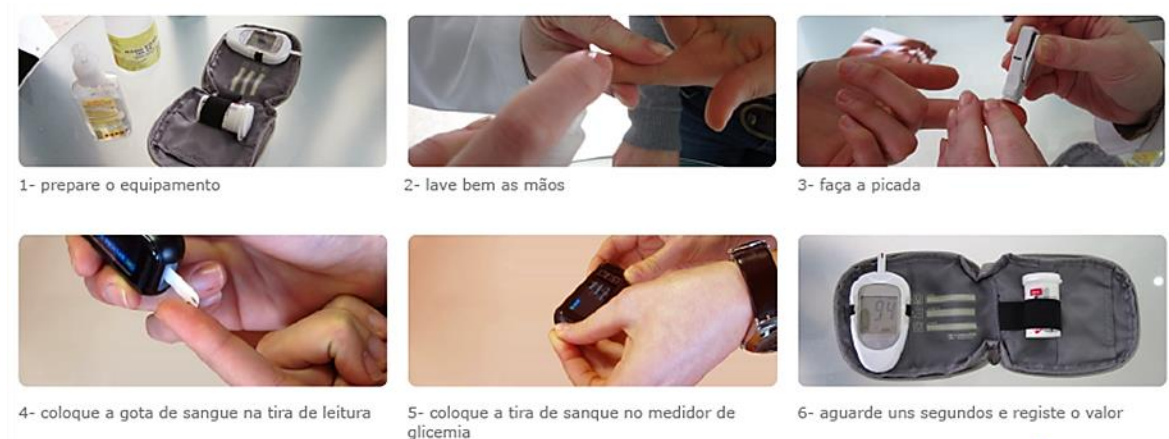 1- prepare o equipamento
2- lave bem as mãos
3- faça a picada
4- coloque a gota de sangue na tira de leitura
5- coloque a tira de sanque no medidor de
glicemia
6- aguarde uns segundos e registe o valor
94